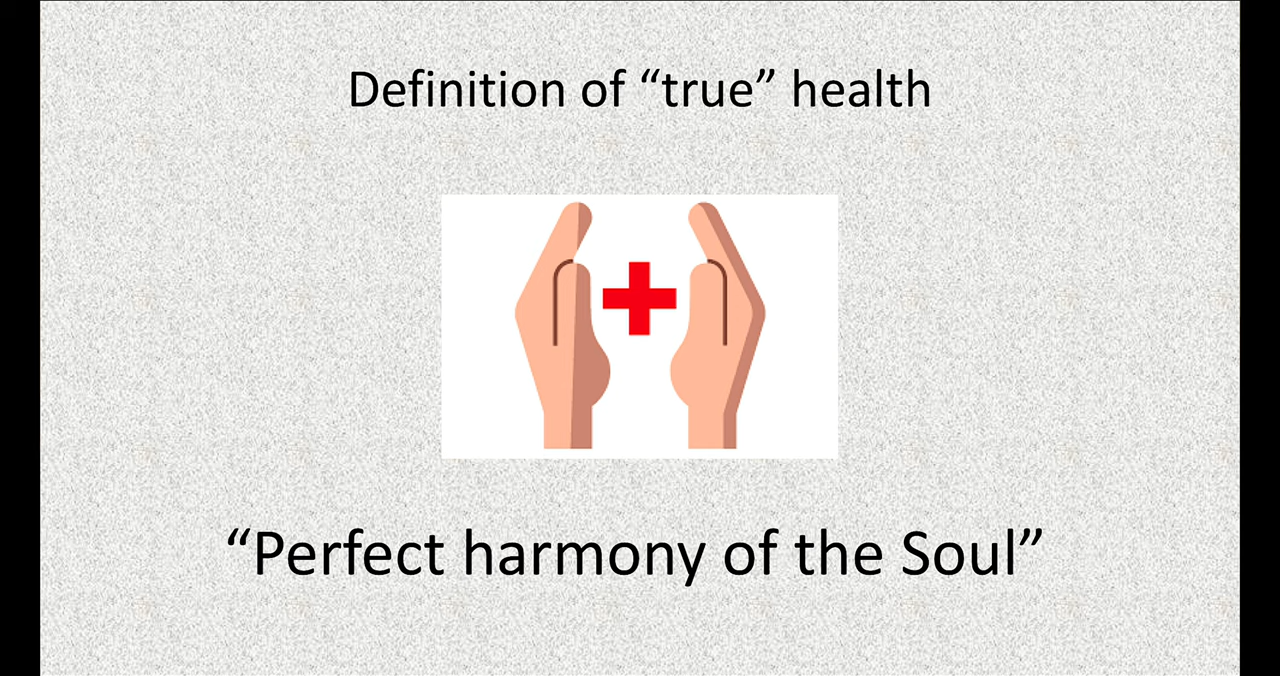 Definition of “true” health
“Perfect harmony of the Soul”